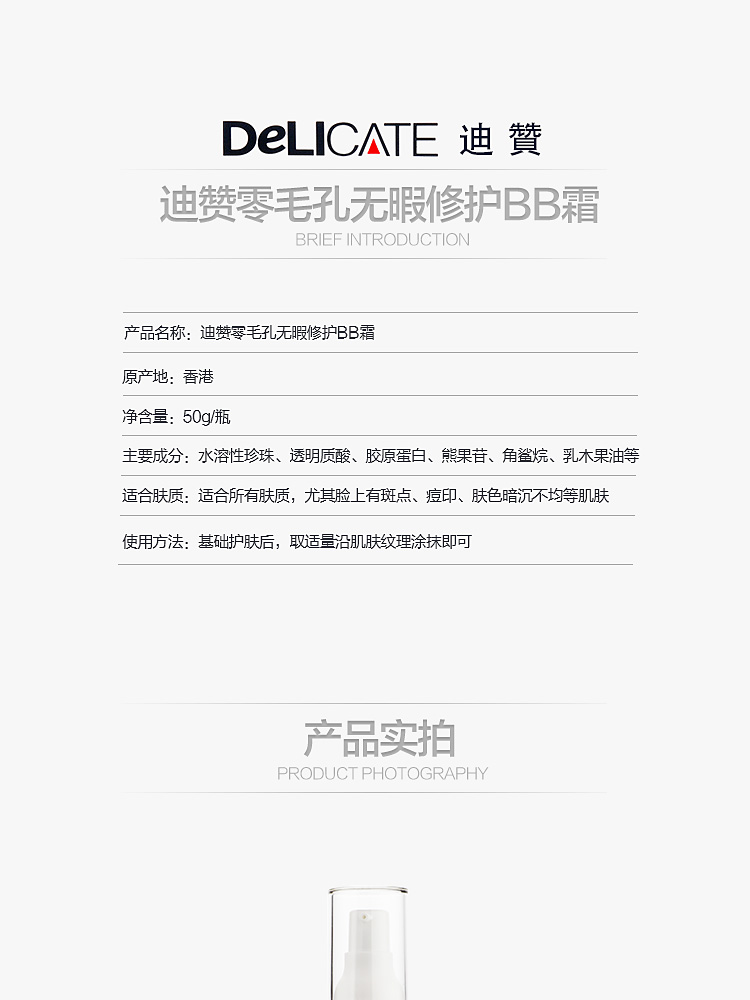 DeLICATE 迪 贊
迪赞零毛孔无暇修护BB霜
BRIEF INTRODUCTION
产品名称：迪赞零毛孔无暇修护BB霜
原产地：香港
净含量：50g/瓶
主要成分：水溶性珍珠、透明质酸、胶原蛋白、熊果苷、角鲨烷、乳木果油等
适合肤质：适合所有肤质，尤其脸上有斑点、痘印、肤色暗沉不均等肌肤
使用方法：基础护肤后，取适量沿肌肤纹理涂抹即可
产品实拍
PRODUCT PHOTOGRAPHY